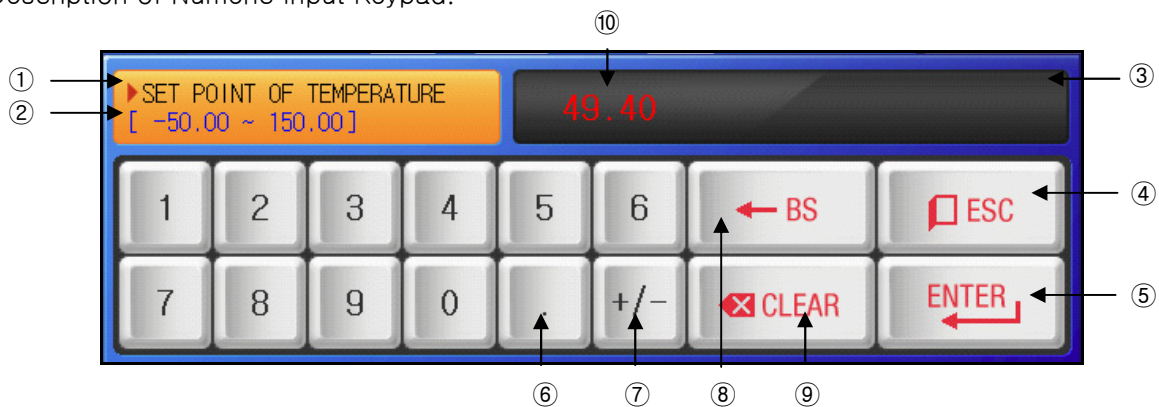 Description of Numeric Input Keypad.
⑩
① ▶SET POINT OF TEMPERATURE 49.40 ③
② [ -50.00 ~ 150.00]
1 2 3 4 5 6 ← BS ESC ④
7 8 9 0 . +/- CLEAR ENTER ⑤
⑥ ⑦ ⑧ ⑨